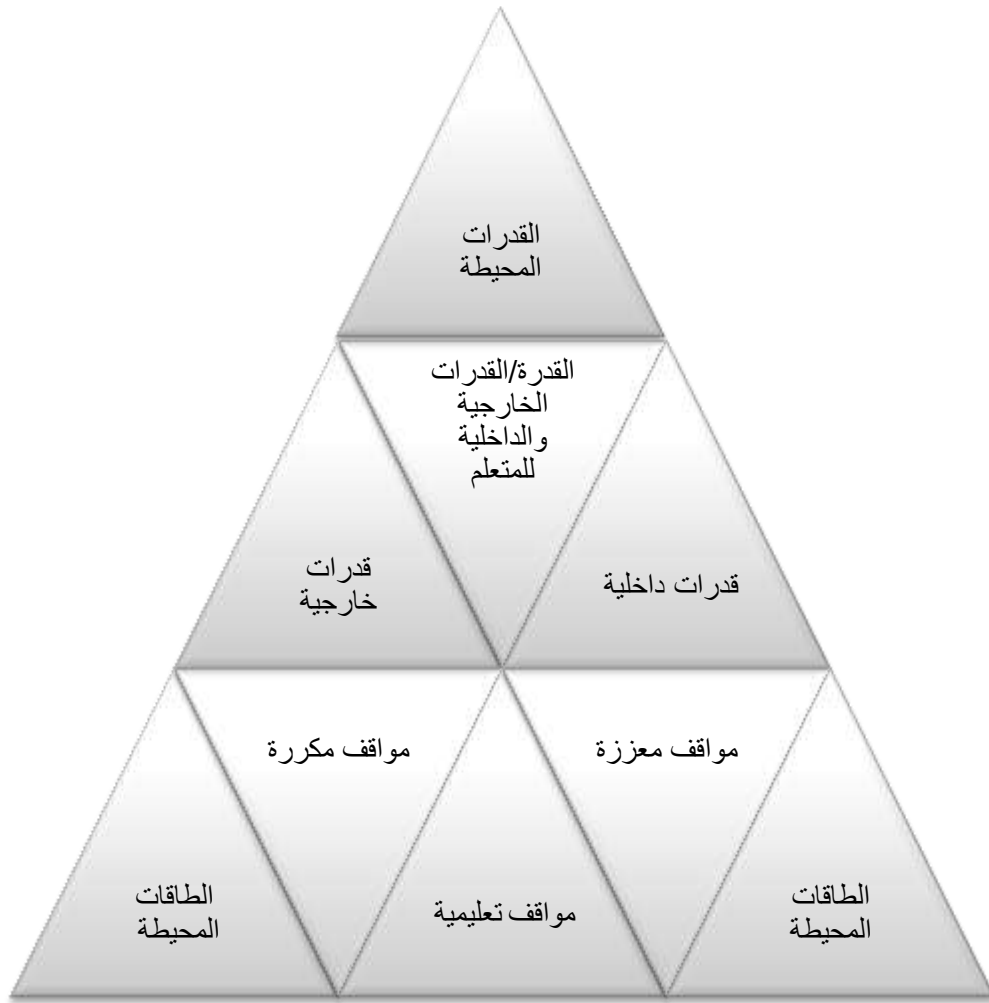 القدرات
المحيطة
القدرة/القدرات
الخارجية
والداخلية
للمتعلم
قدرات
خارجية
قدرات داخلية
مواقف مكررة
مواقف معززة
الطاقات
المحيطة
مواقف تعليمية
الطاقات
المحيطة